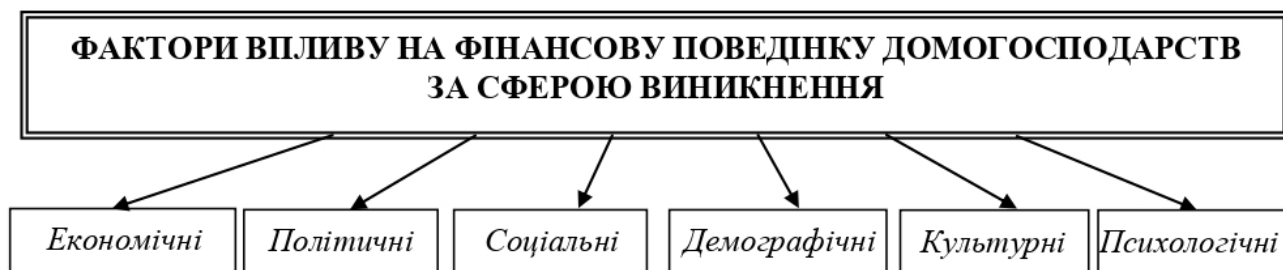 ФАКТОРИ ВПЛИВУ НА ФІНАНСОВУ ПОВЕДІНКУ ДОМОГОСПОДАРСТВ
ЗА СФЕРОЮ ВИНИКНЕННЯ
Економічні Політичні Соціальні Демографічні Культурні Психологічні